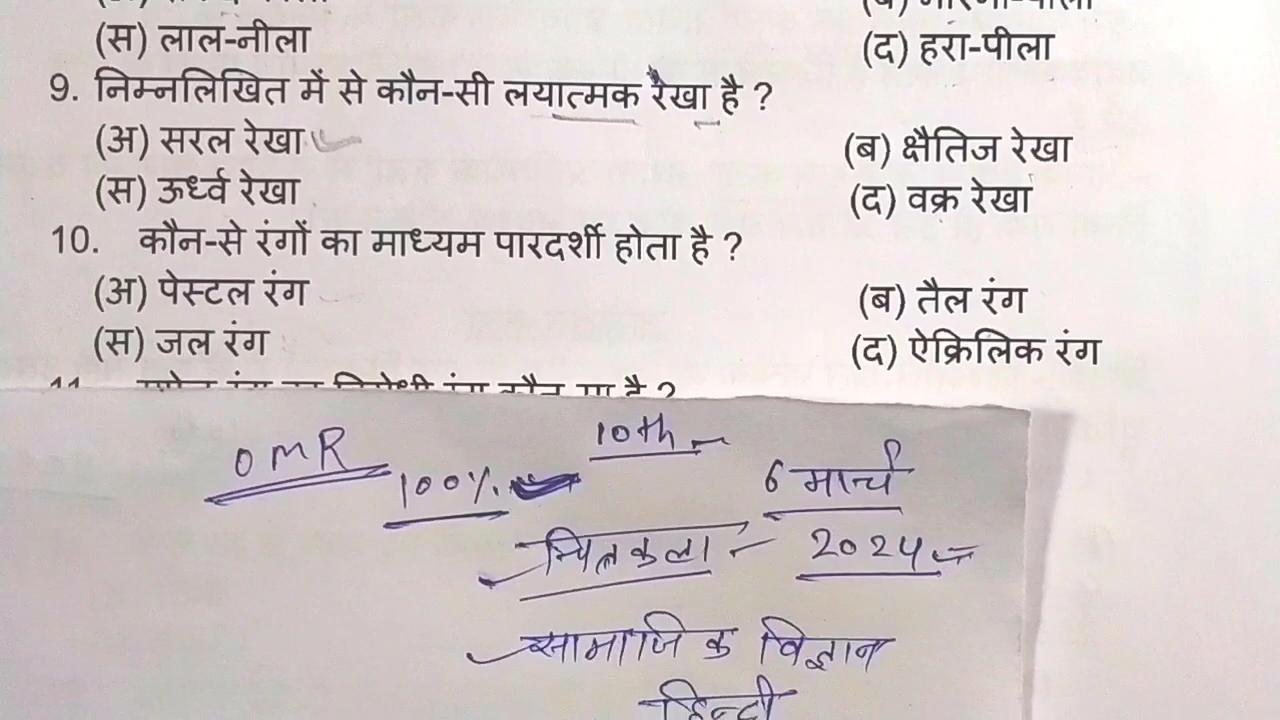 (स) लाल-नीला (द) हरा-पीला
9. निम्नलिखित में से कौन-सी लयात्मक रेखा है ?
(अ) सरल रेखा (ब) क्षैतिज रेखा
(स) ऊर्ध्व रेखा (द) वक्र रेखा
10. कौन-से रंगों का माध्यम पारदर्शी होता है ?
(अ) पेस्टल रंग (ब) तैल रंग
(स) जल रंग (द) ऐक्रिलिक रंग
OMR 100% 10th 6 मार्च
चित्रकला 2024
सामाजिक विज्ञान
हिन्दी